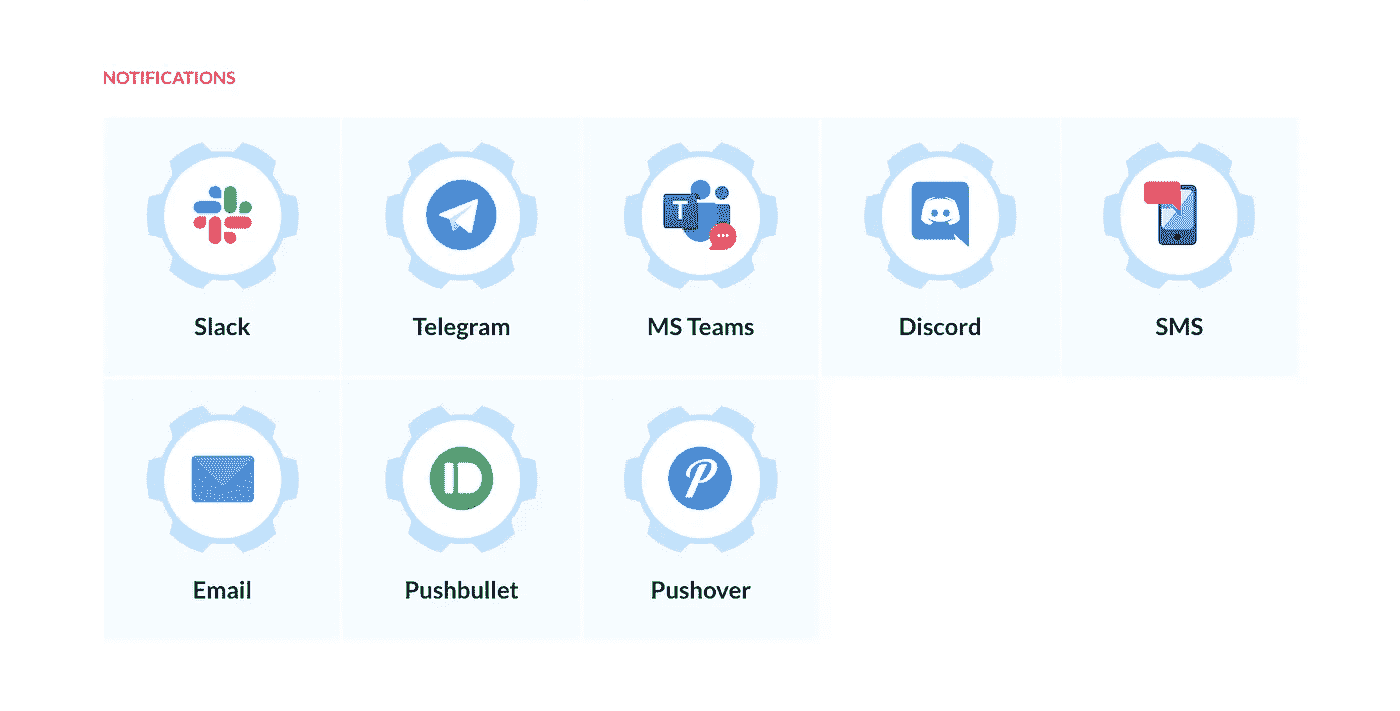 NOTIFICATIONS
Slack
Telegram
MS Teams
Discord
SMS
Email
Pushbullet
Pushover